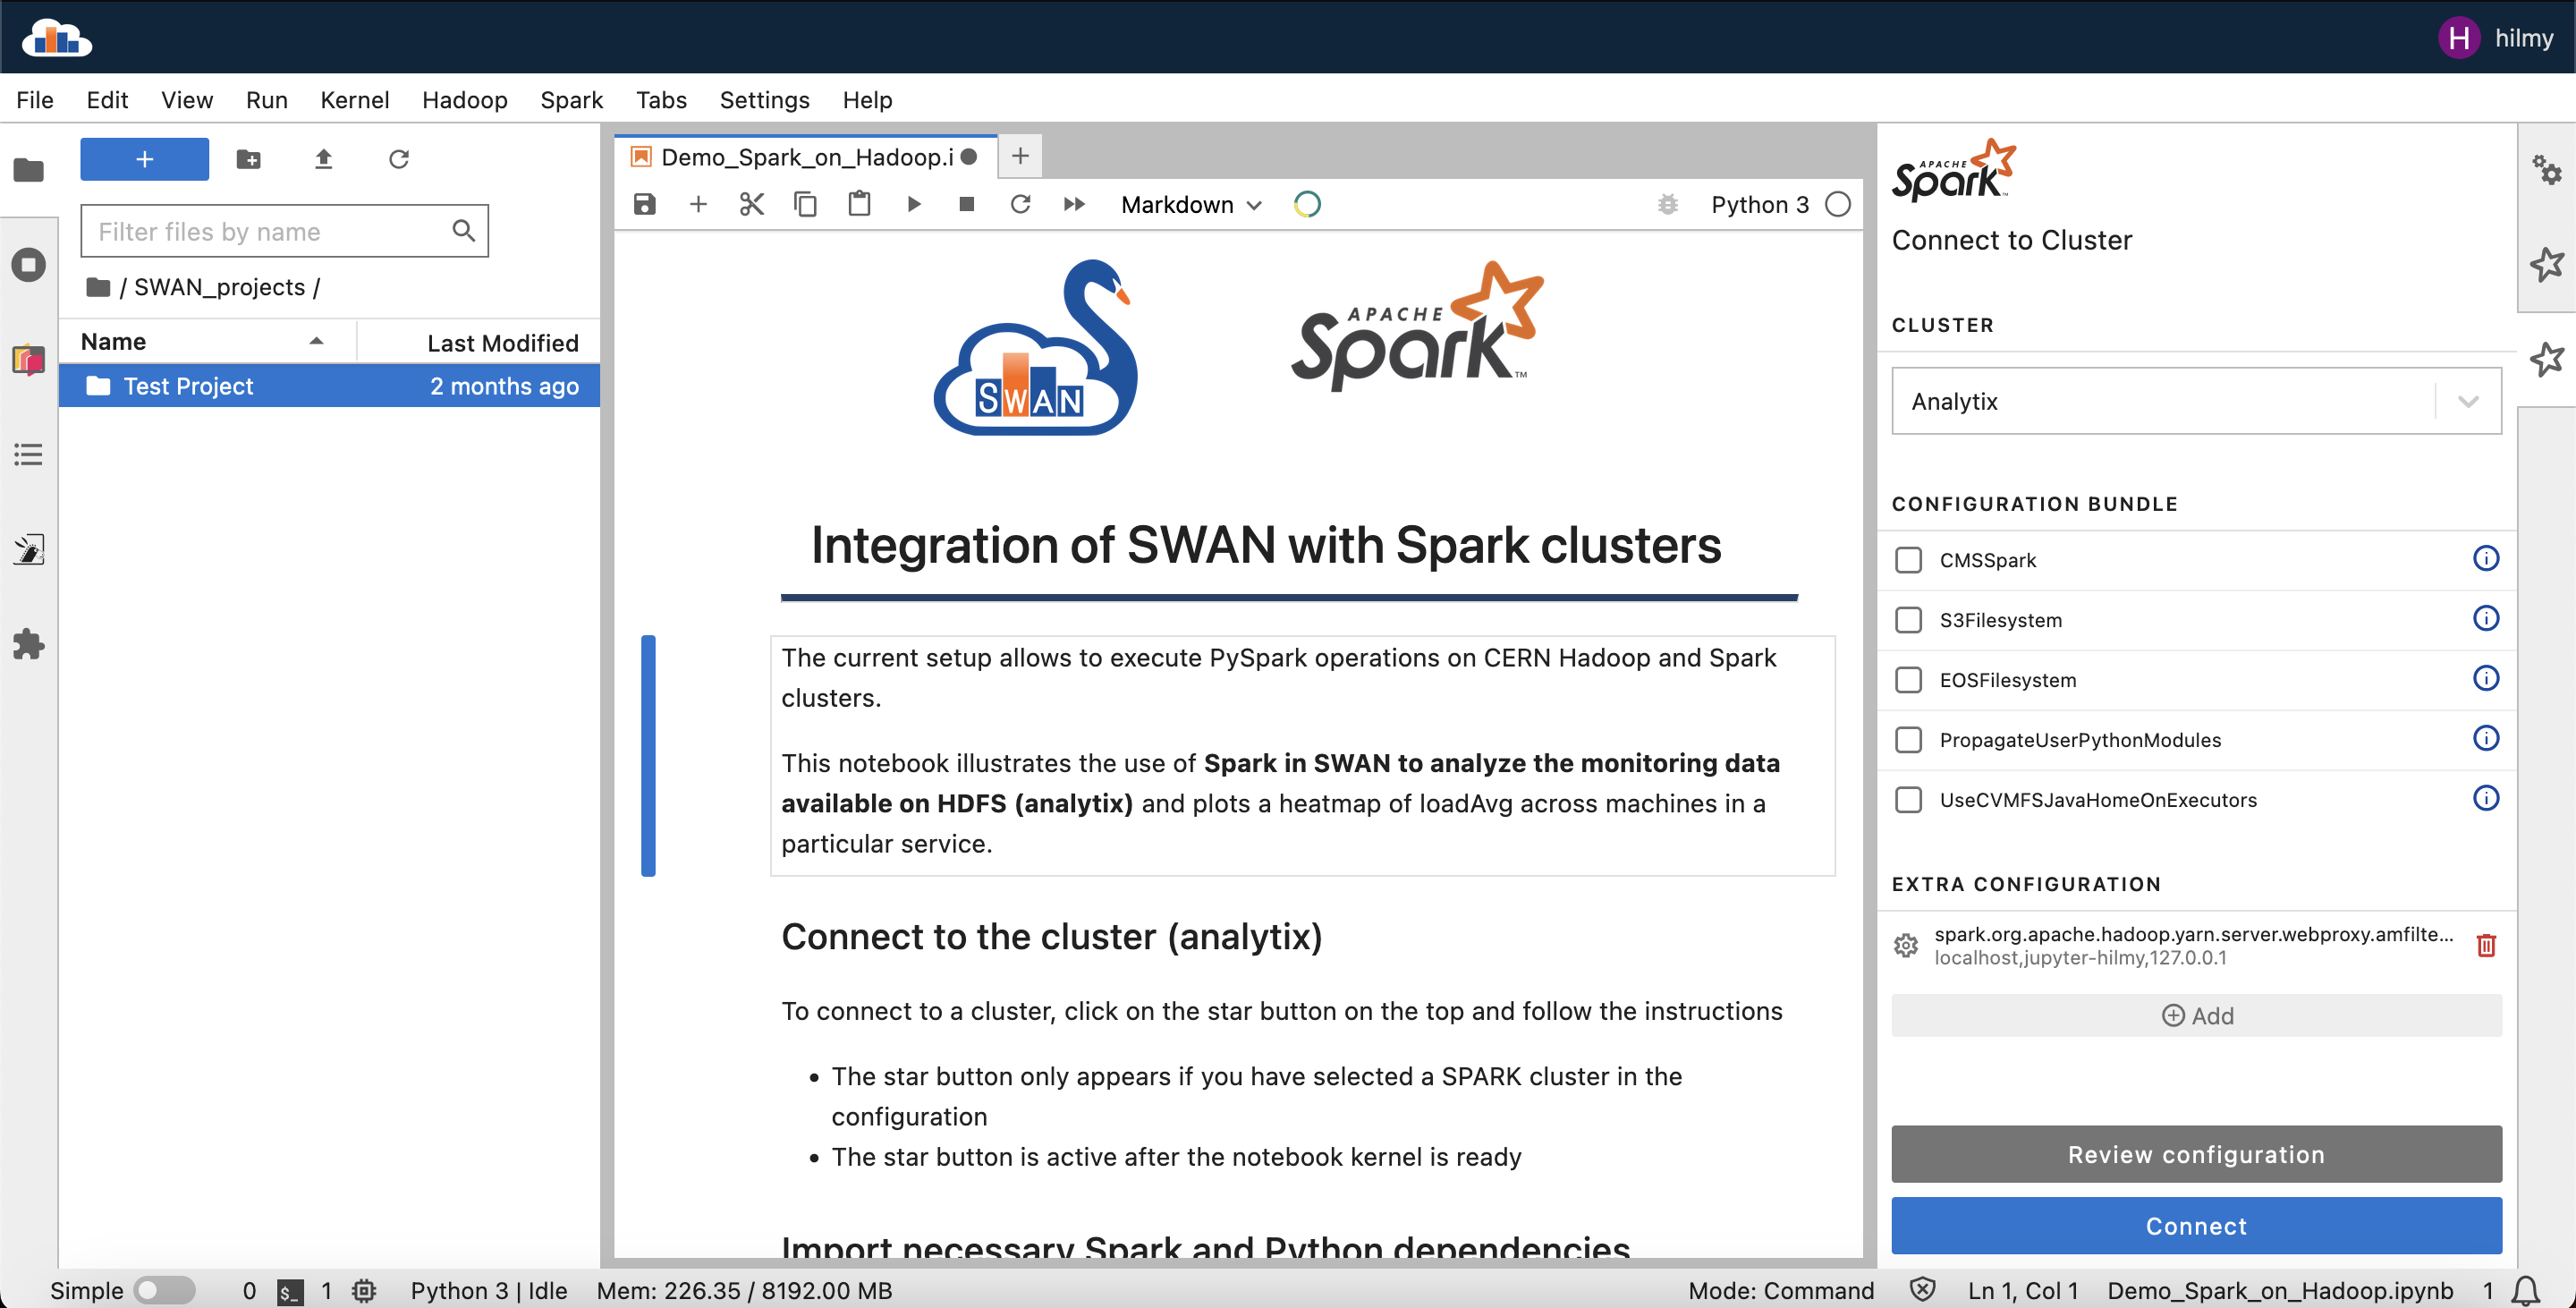 H hilmy
File Edit View Run Kernel Hadoop Spark Tabs Settings Help
Filter files by name
/ SWAN_projects /
Name Last Modified
Test Project 2 months ago
Demo_Spark_on_Hadoop.i
Markdown Python 3
SWAN
APACHE
Spark™
Integration of SWAN with Spark clusters
The current setup allows to execute PySpark operations on CERN Hadoop and Spark
clusters.
This notebook illustrates the use of Spark in SWAN to analyze the monitoring data
available on HDFS (analytix) and plots a heatmap of loadAvg across machines in a
particular service.
Connect to the cluster (analytix)
To connect to a cluster, click on the star button on the top and follow the instructions
• The star button only appears if you have selected a SPARK cluster in the
configuration
• The star button is active after the notebook kernel is ready
Import necessary Spark and Python dependencies
APACHE
Spark™
Connect to Cluster
CLUSTER
Analytix
CONFIGURATION BUNDLE
CMSSpark
S3Filesystem
EOSFilesystem
PropagateUserPythonModules
UseCVMFSJavaHomeOnExecutors
EXTRA CONFIGURATION
spark.org.apache.hadoop.yarn.server.webproxy.amfilte...
localhost,jupyter-hilmy,127.0.0.1
Add
Review configuration
Connect
Simple 0 $_ 1 Python 3 | Idle Mem: 226.35 / 8192.00 MB Mode: Command Ln 1, Col 1 Demo_Spark_on_Hadoop.ipynb 1